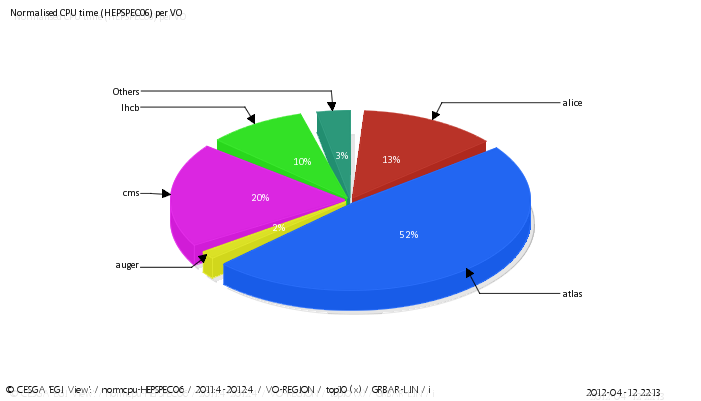 Normalised CPU time (HEPSPEC06) per VO
Others
lhcb
alice
3%
13%
10%
cms
20%
2%
52%
auger
atlas
© CESGA 'EGI View': / normcpu-HEPSPEC06 / 2011:4-2012:4 / VO-REGION / top10 (x) / GRBAR-LIN / i
2012-04-12 22:13